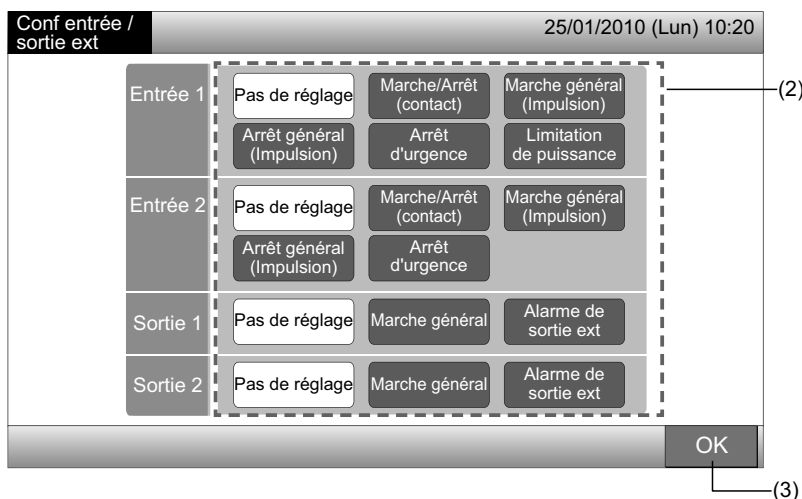 Conf entrée /
sortie ext
25/01/2010 (Lun) 10:20
Entrée 1
Pas de réglage
Marche/Arrêt
(contact)
Marche général
(Impulsion)
Arrêt général
(Impulsion)
Arrêt
d'urgence
Limitation
de puissance
(2)
Entrée 2
Pas de réglage
Marche/Arrêt
(contact)
Marche général
(Impulsion)
Arrêt général
(Impulsion)
Arrêt
d'urgence
Sortie 1
Pas de réglage
Marche général
Alarme de
sortie ext
Sortie 2
Pas de réglage
Marche général
Alarme de
sortie ext
OK
(3)